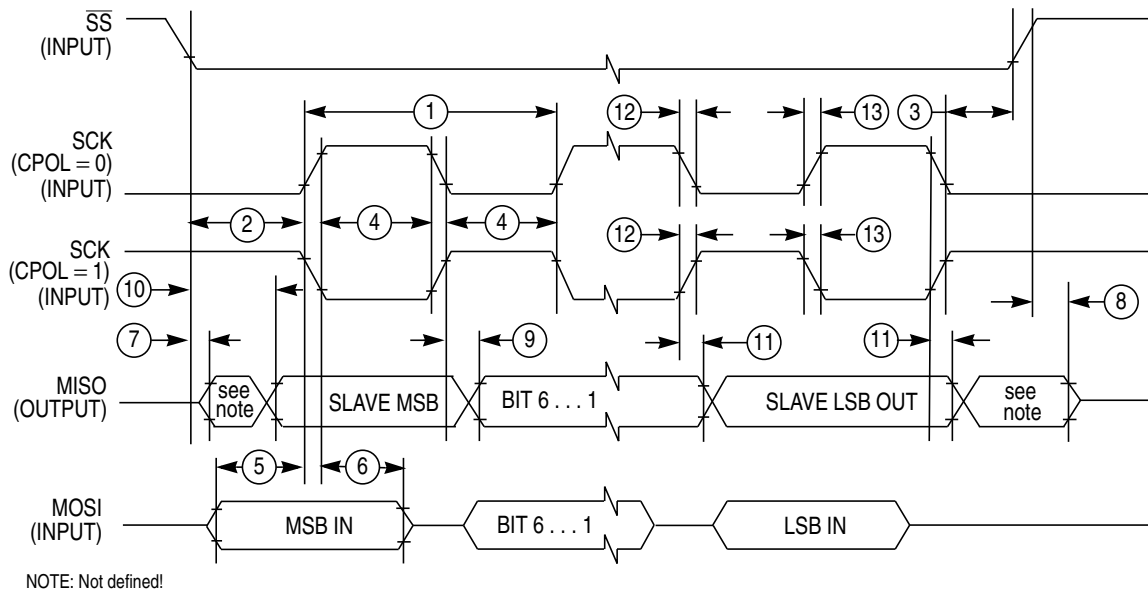 SS
(INPUT)
1
12
13
3
SCK
(CPOL = 0)
(INPUT)
2
4
4
12
13
SCK
(CPOL = 1)
(INPUT)
10
8
7
9
11
11
MISO
(OUTPUT)
see
note
SLAVE MSB
BIT 6 . . . 1
SLAVE LSB OUT
see
note
5
6
MOSI
(INPUT)
MSB IN
BIT 6 . . . 1
LSB IN
NOTE: Not defined!